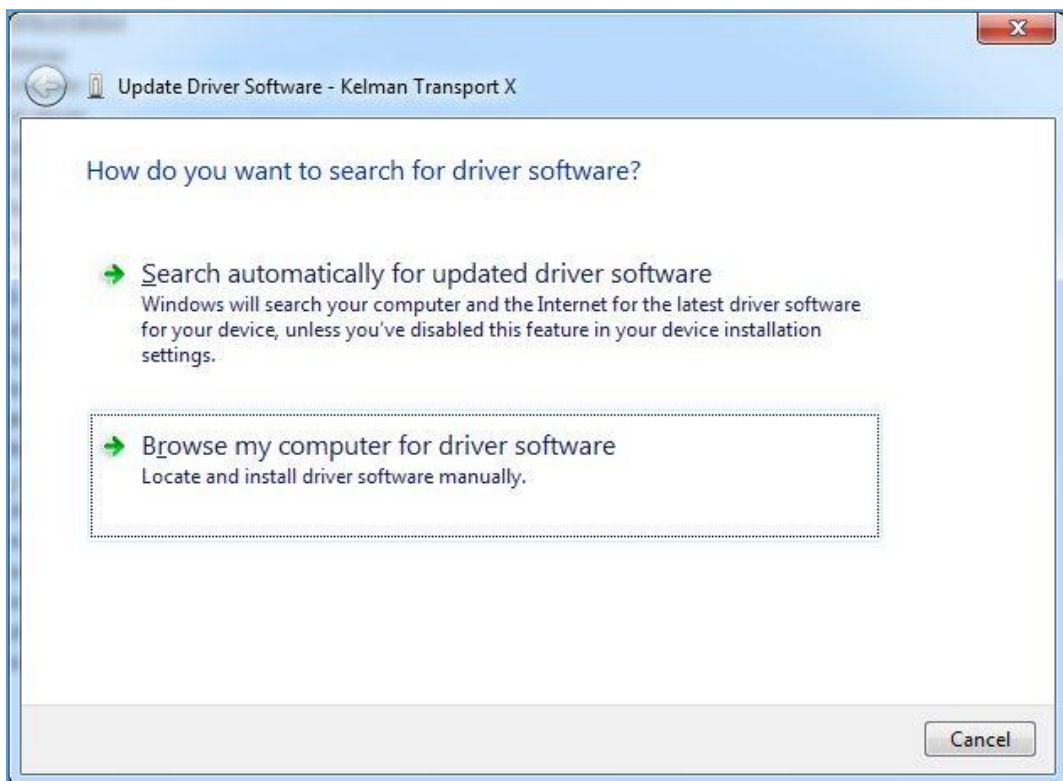 X
Update Driver Software - Kelman Transport X
How do you want to search for driver software?
Search automatically for updated driver software
Windows will search your computer and the Internet for the latest driver software
for your device, unless you've disabled this feature in your device installation
settings.
Browse my computer for driver software
Locate and install driver software manually.
Cancel